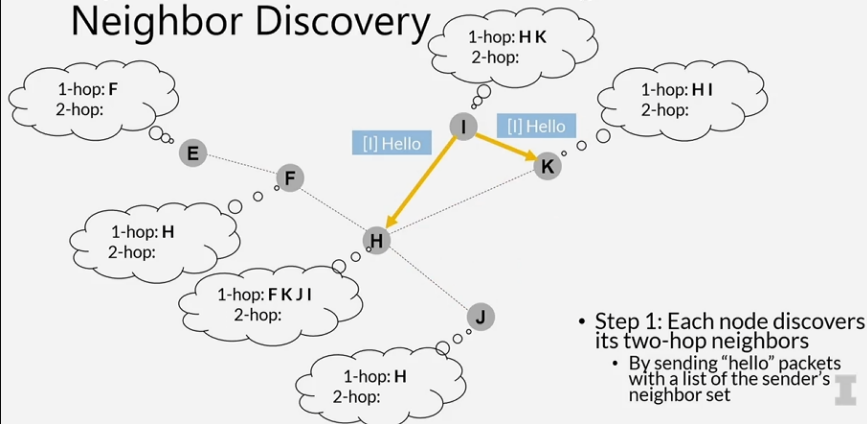 Neighbor Discovery
1-hop: H K
2-hop:
1-hop: F
2-hop:
1-hop: H I
2-hop:
[I] Hello
[I] Hello
I
E
K
F
1-hop: H
2-hop:
H
1-hop: F K J I
2-hop:
J
1-hop: H
2-hop:
• Step 1: Each node discovers
its two-hop neighbors
• By sending “hello” packets
with a list of the sender’s
neighbor set
I